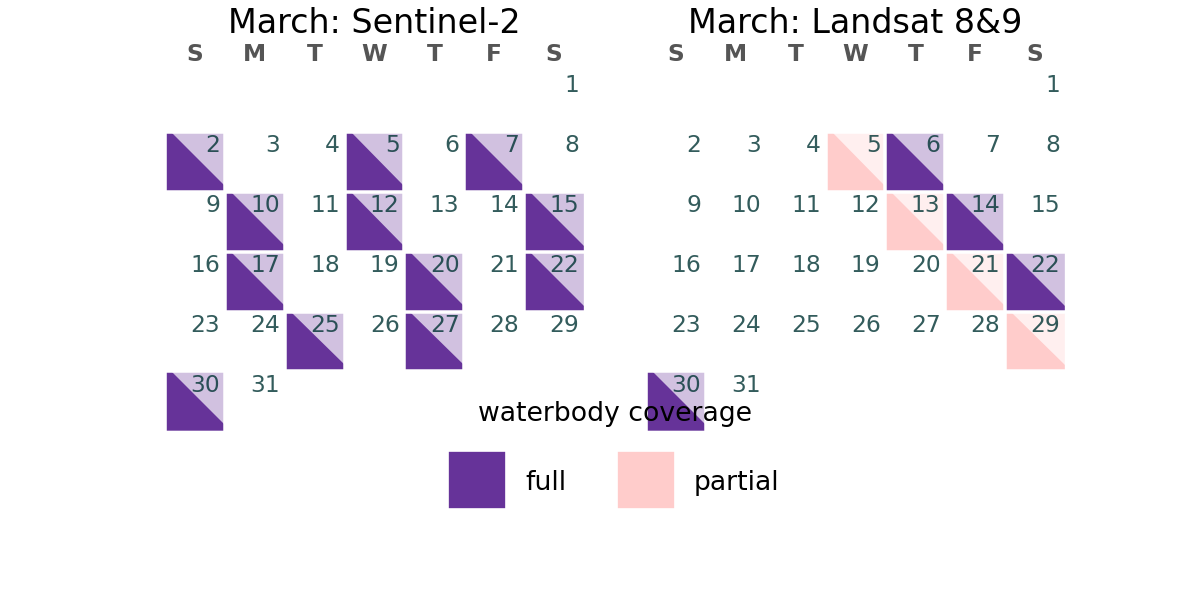 March: Sentinel-2
S M T W T F S
1
2 3 4 5 6 7 8
9 10 11 12 13 14 15
16 17 18 19 20 21 22
23 24 25 26 27 28 29
30 31
March: Landsat 8&9
S M T W T F S
1
2 3 4 5 6 7 8
9 10 11 12 13 14 15
16 17 18 19 20 21 22
23 24 25 26 27 28 29
30 31
waterbody coverage
full partial